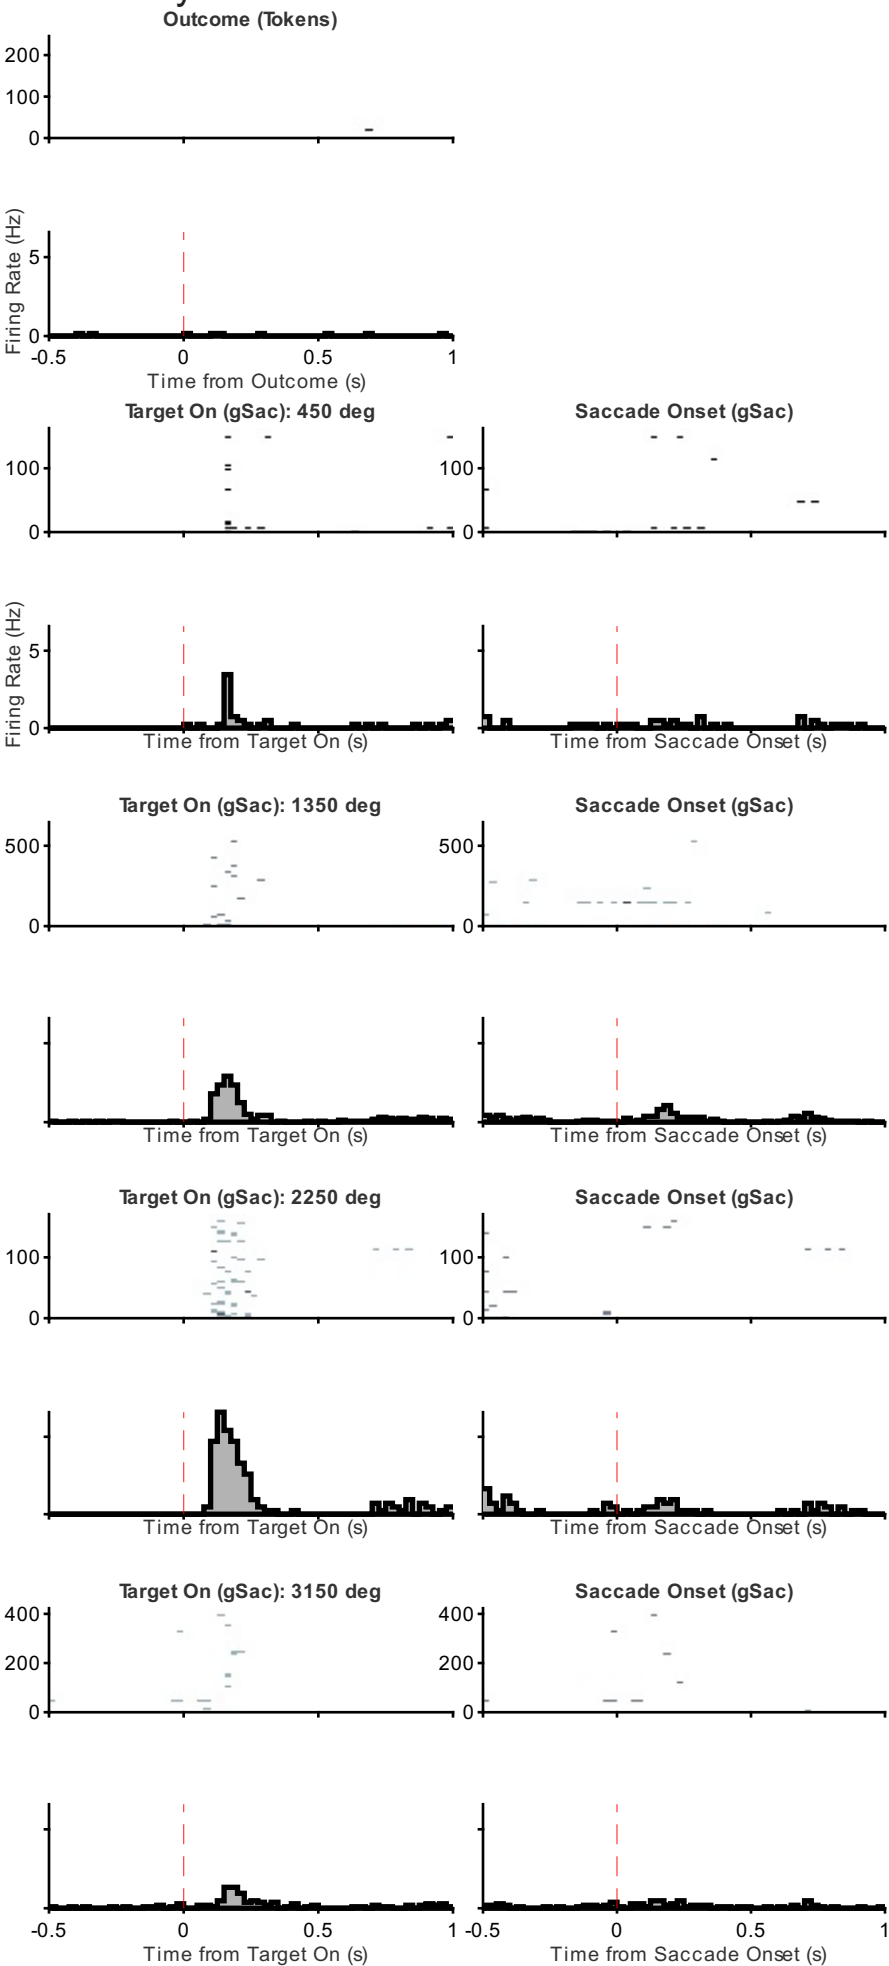 Outcome (Tokens)
200
100
0
Firing Rate (Hz)
5
0
-0.5 0 0.5 1
Time from Outcome (s)
Target On (gSac): 450 deg Saccade Onset (gSac)
100 100
0 0
Firing Rate (Hz)
5
0
Time from Target On (s) Time from Saccade Onset (s)
Target On (gSac): 1350 deg Saccade Onset (gSac)
500 500
0 0
Time from Target On (s) Time from Saccade Onset (s)
Target On (gSac): 2250 deg Saccade Onset (gSac)
100 100
0 0
Time from Target On (s) Time from Saccade Onset (s)
Target On (gSac): 3150 deg Saccade Onset (gSac)
400 400
200 200
0 0
-0.5 0 0.5 1 -0.5 0 0.5 1
Time from Target On (s) Time from Saccade Onset (s)